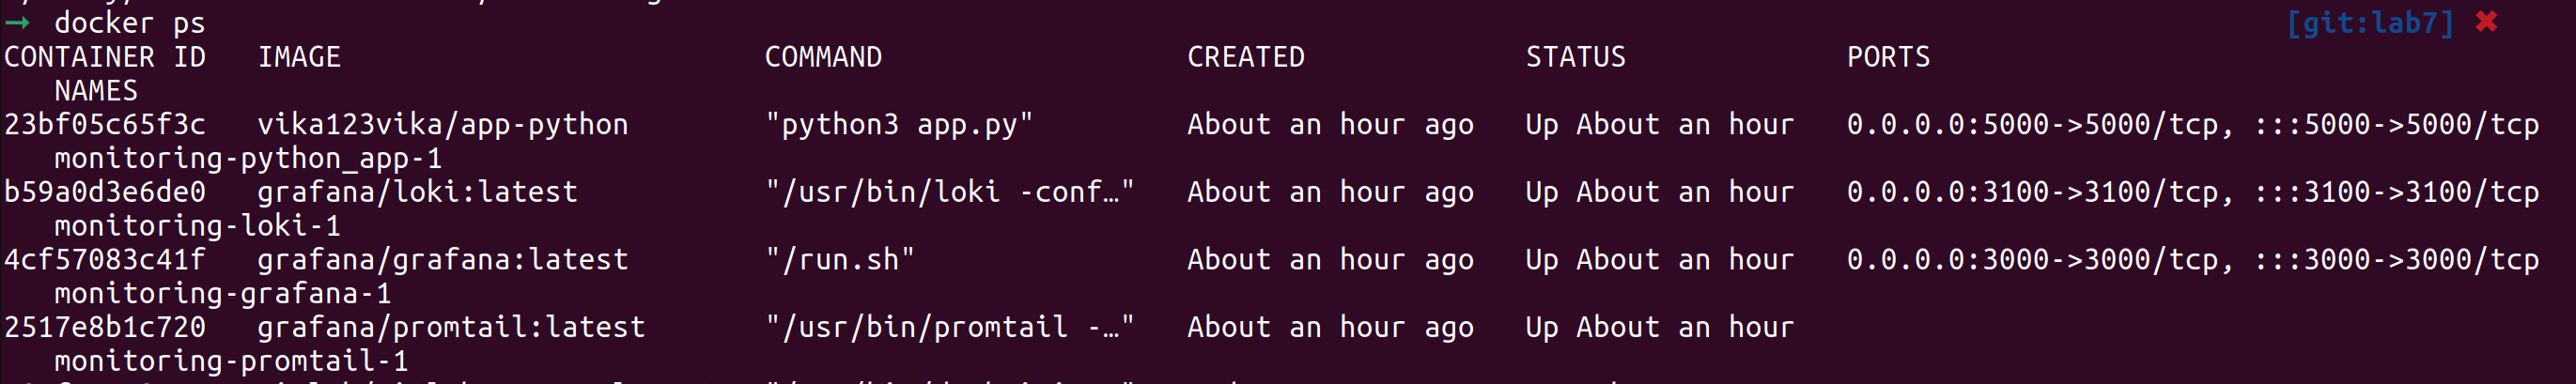 → docker ps [git:lab7] ✖
CONTAINER ID   IMAGE                         COMMAND                  CREATED             STATUS             PORTS
   NAMES
23bf05c65f3c   vika123vika/app-python        "python3 app.py"         About an hour ago   Up About an hour   0.0.0.0:5000->5000/tcp, :::5000->5000/tcp
   monitoring-python_app-1
b59a0d3e6de0   grafana/loki:latest           "/usr/bin/loki -conf…"   About an hour ago   Up About an hour   0.0.0.0:3100->3100/tcp, :::3100->3100/tcp
   monitoring-loki-1
4cf57083c41f   grafana/grafana:latest        "/run.sh"                About an hour ago   Up About an hour   0.0.0.0:3000->3000/tcp, :::3000->3000/tcp
   monitoring-grafana-1
2517e8b1c720   grafana/promtail:latest       "/usr/bin/promtail -…"   About an hour ago   Up About an hour
   monitoring-promtail-1